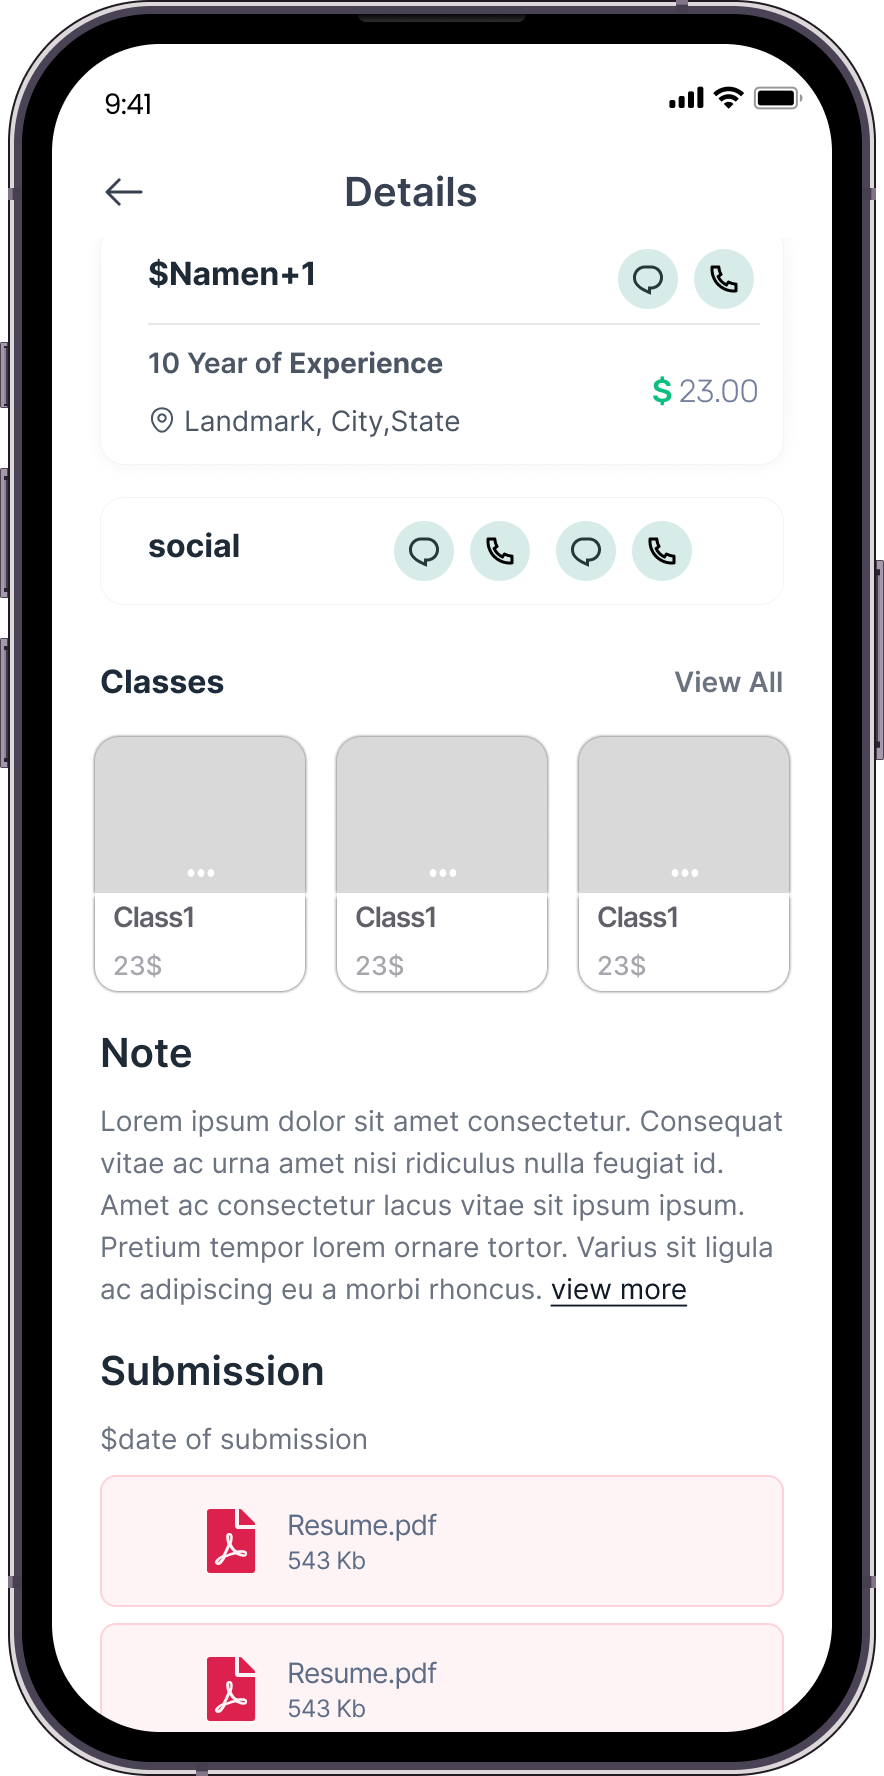 9:41
Details
$Namen+1
10 Year of Experience
$ 23.00
Landmark, City,State
social
Classes
View All
Class1
Class1
Class1
23$
23$
23$
Note
Lorem ipsum dolor sit amet consectetur. Consequat
vitae ac urna amet nisi ridiculus nulla feugiat id.
Amet ac consectetur lacus vitae sit ipsum ipsum.
Pretium tempor lorem ornare tortor. Varius sit ligula
ac adipiscing eu a morbi rhoncus. view more
Submission
$date of submission
Resume.pdf
543 Kb
Resume.pdf
543 Kb